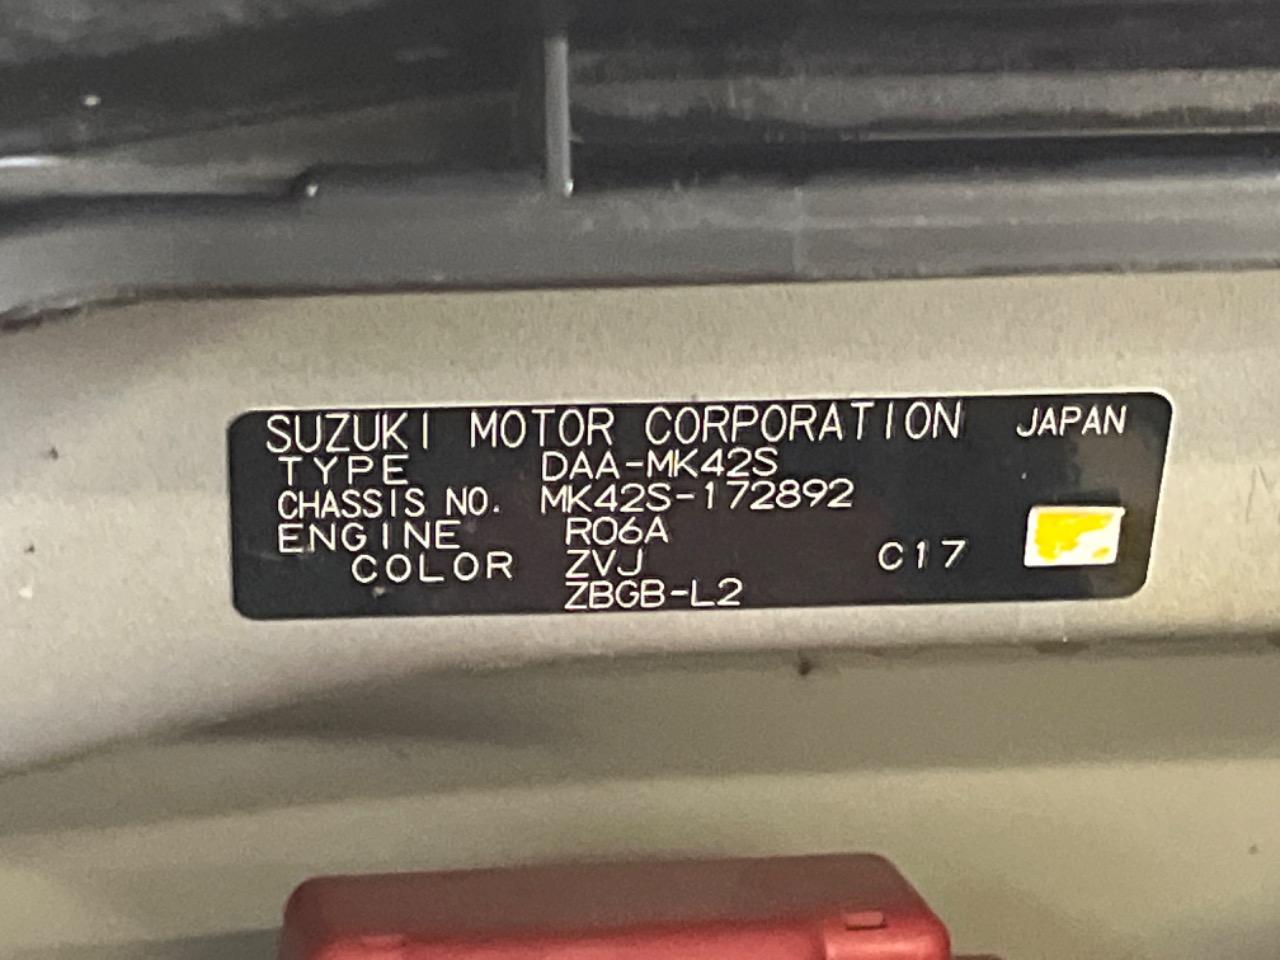 SUZUKI MOTOR CORPORATION JAPAN
TYPE DAA-MK42S
CHASSIS NO. MK42S-172892
ENGINE R06A
COLOR ZVJ C17
ZBGB-L2